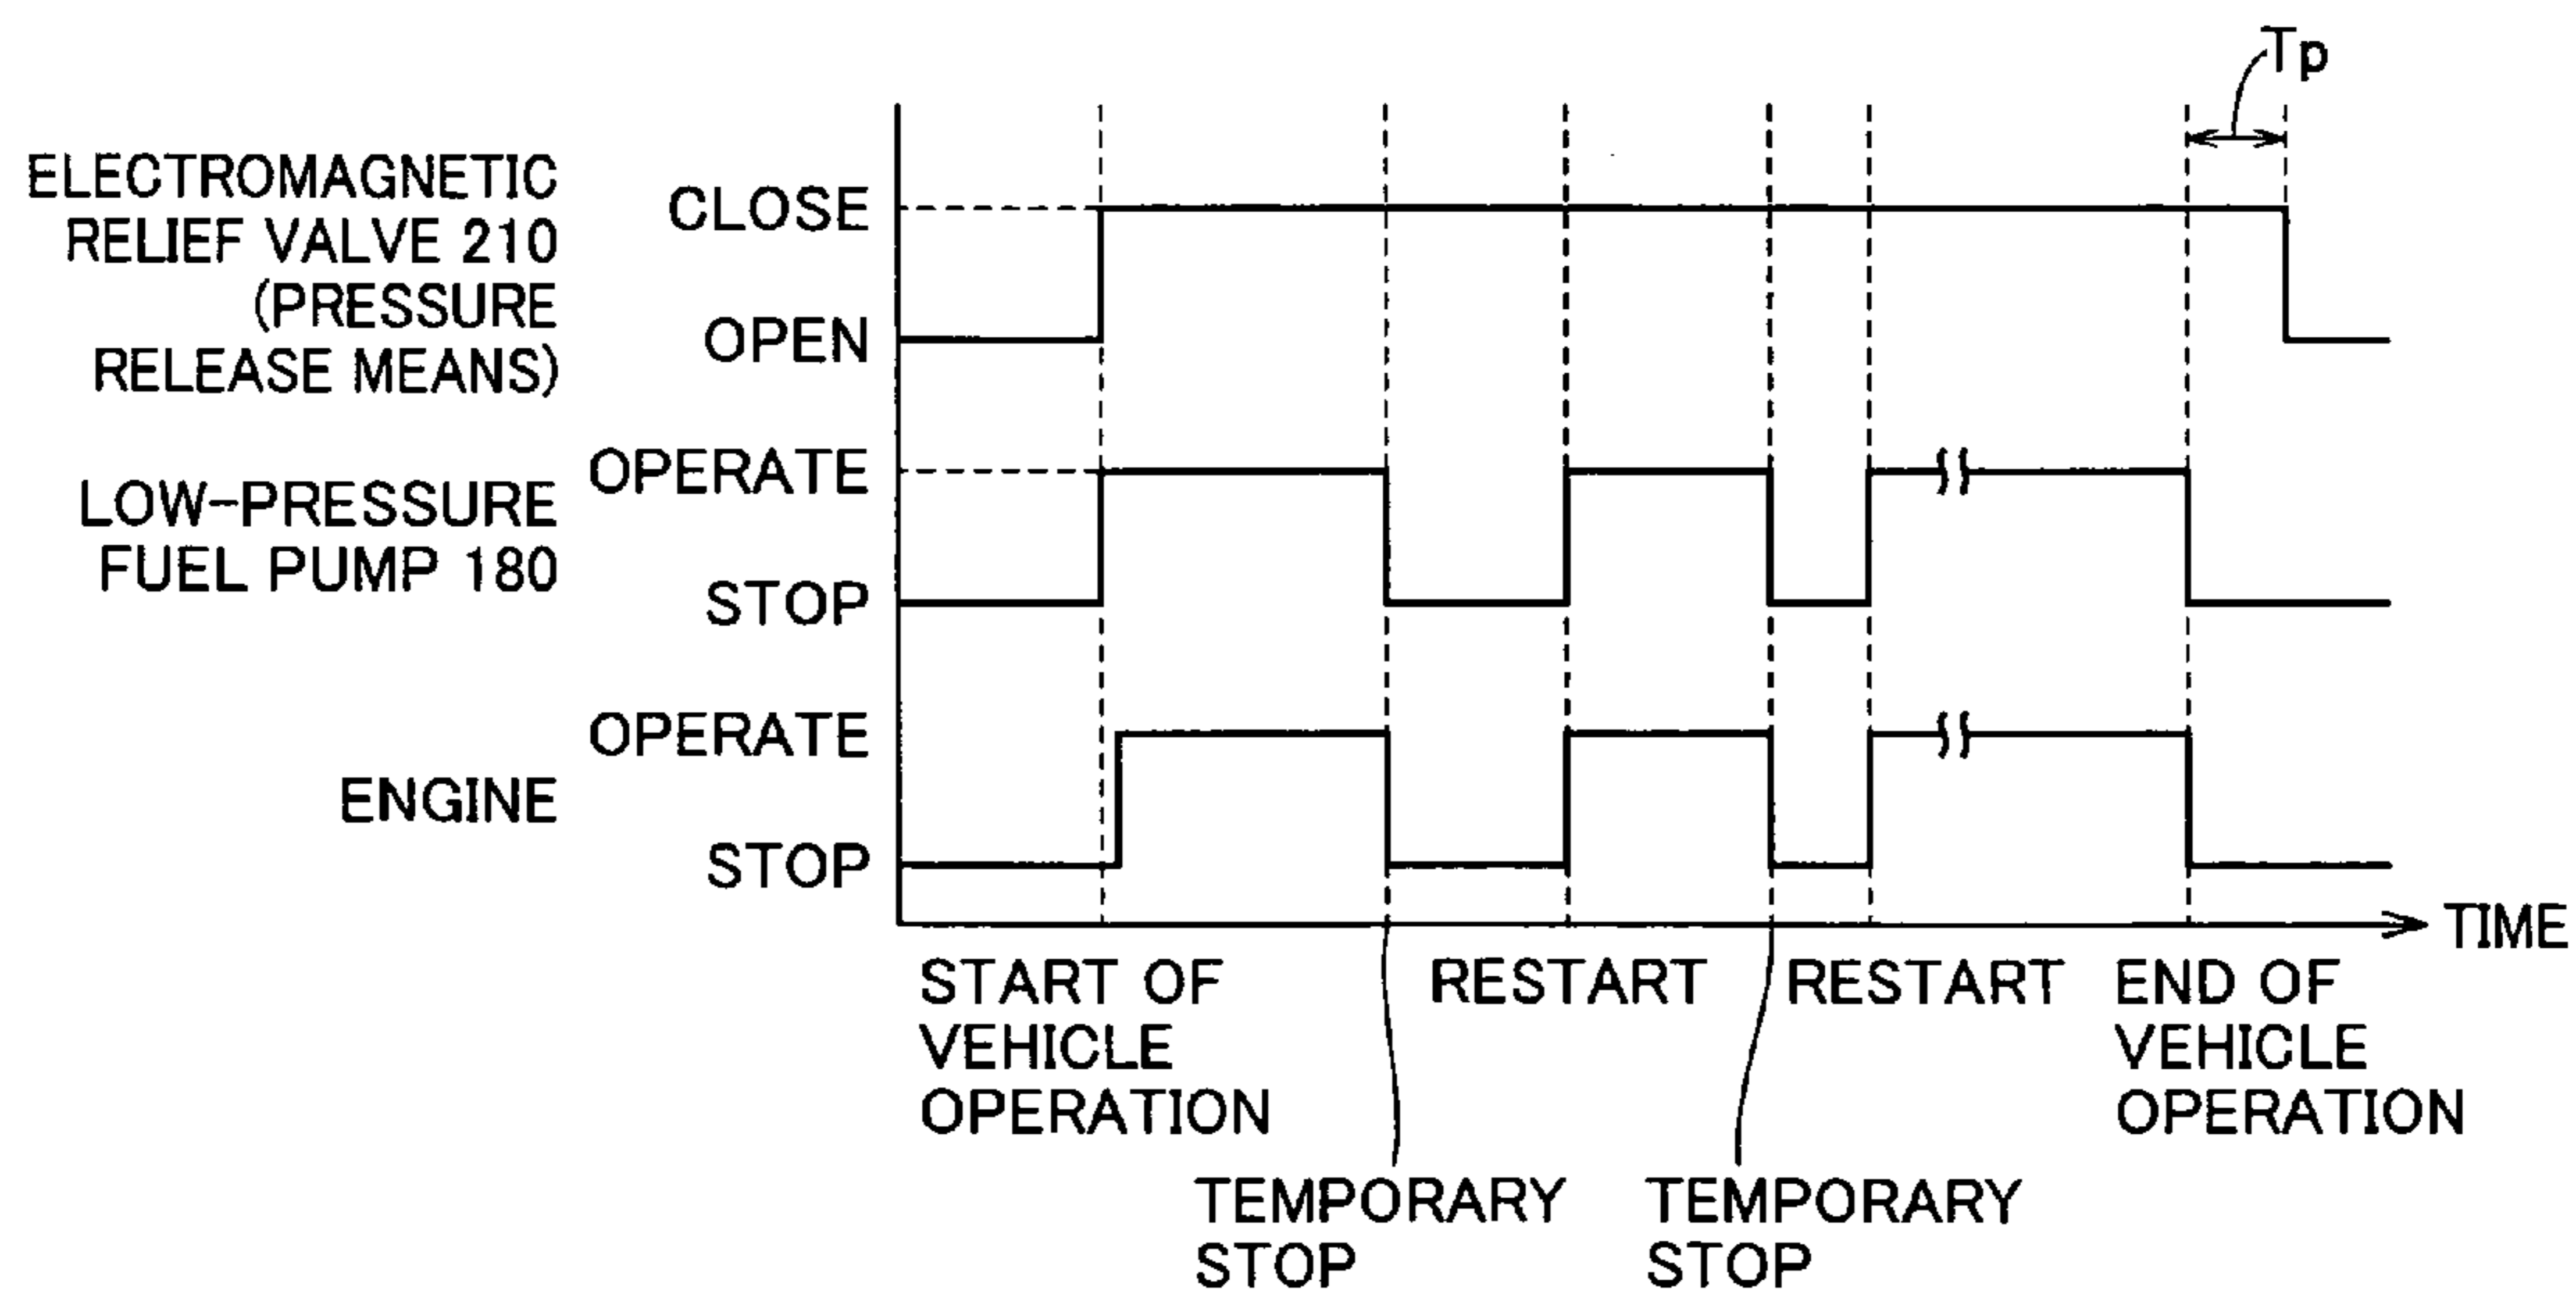 Tp
ELECTROMAGNETIC
RELIEF VALVE 210
(PRESSURE
RELEASE MEANS)
CLOSE
OPEN
LOW-PRESSURE
FUEL PUMP 180
OPERATE
STOP
ENGINE
OPERATE
STOP
TIME
START OF
VEHICLE
OPERATION
TEMPORARY
STOP
RESTART
TEMPORARY
STOP
RESTART
END OF
VEHICLE
OPERATION